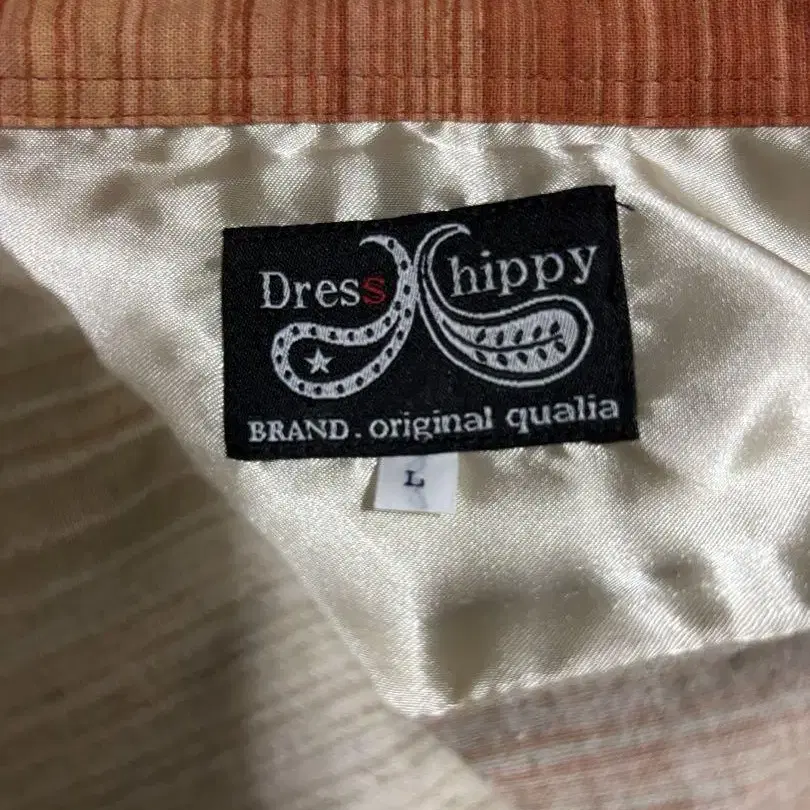 Dress hippy
BRAND. original qualia
L